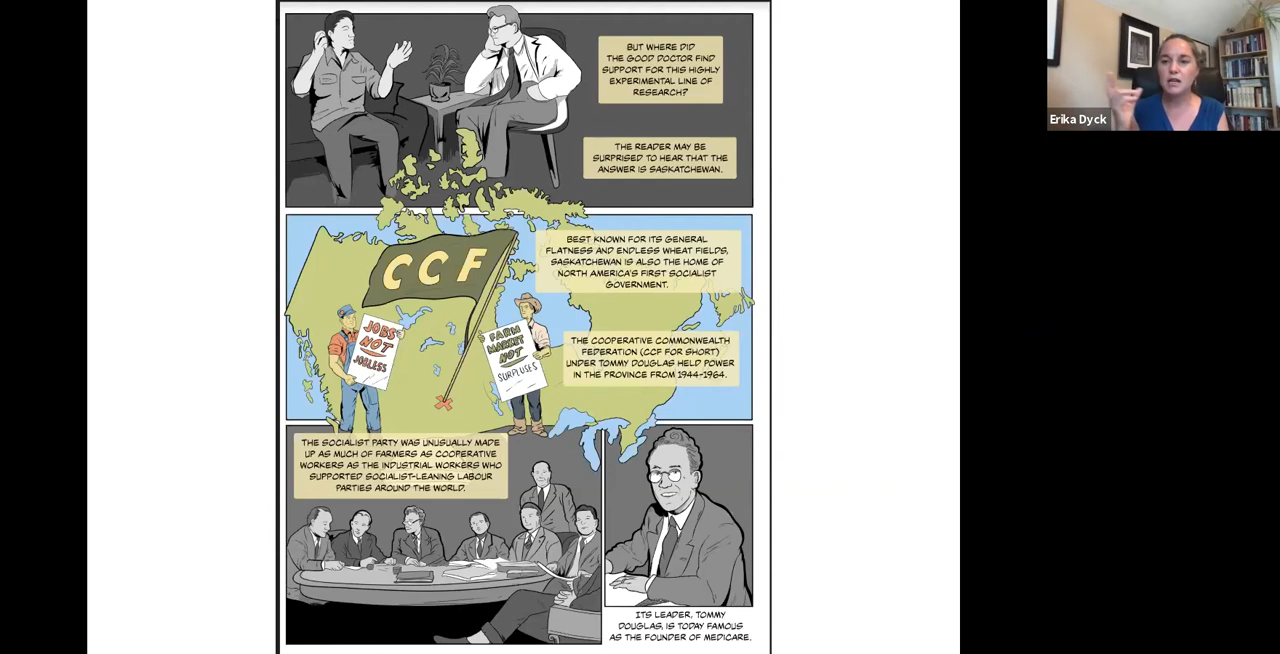 BUT WHERE DID
THE GOOD DOCTOR FIND
SUPPORT FOR THIS HIGHLY
EXPERIMENTAL LINE OF
RESEARCH?
THE READER MAY BE
SURPRISED TO HEAR THAT THE
ANSWER IS SASKATCHEWAN.
Erika Dyck
BEST KNOWN FOR ITS GENERAL
FLATNESS AND ENDLESS WHEAT FIELDS,
SASKATCHEWAN IS ALSO THE HOME OF
NORTH AMERICA'S FIRST SOCIALIST
GOVERNMENT.
CCF
JOBS
NOT
JOBLESS
FARM
MARKET
NOT
SURPLUSES
THE COOPERATIVE COMMONWEALTH
FEDERATION (CCF FOR SHORT)
UNDER TOMMY DOUGLAS HELD POWER
IN THE PROVINCE FROM 1944-1964.
THE SOCIALIST PARTY WAS UNUSUALLY MADE
UP AS MUCH OF FARMERS AS COOPERATIVE
WORKERS AS THE INDUSTRIAL WORKERS WHO
SUPPORTED SOCIALIST-LEANING LABOUR
PARTIES AROUND THE WORLD.
ITS LEADER, TOMMY
DOUGLAS, IS TODAY FAMOUS
AS THE FOUNDER OF MEDICARE.